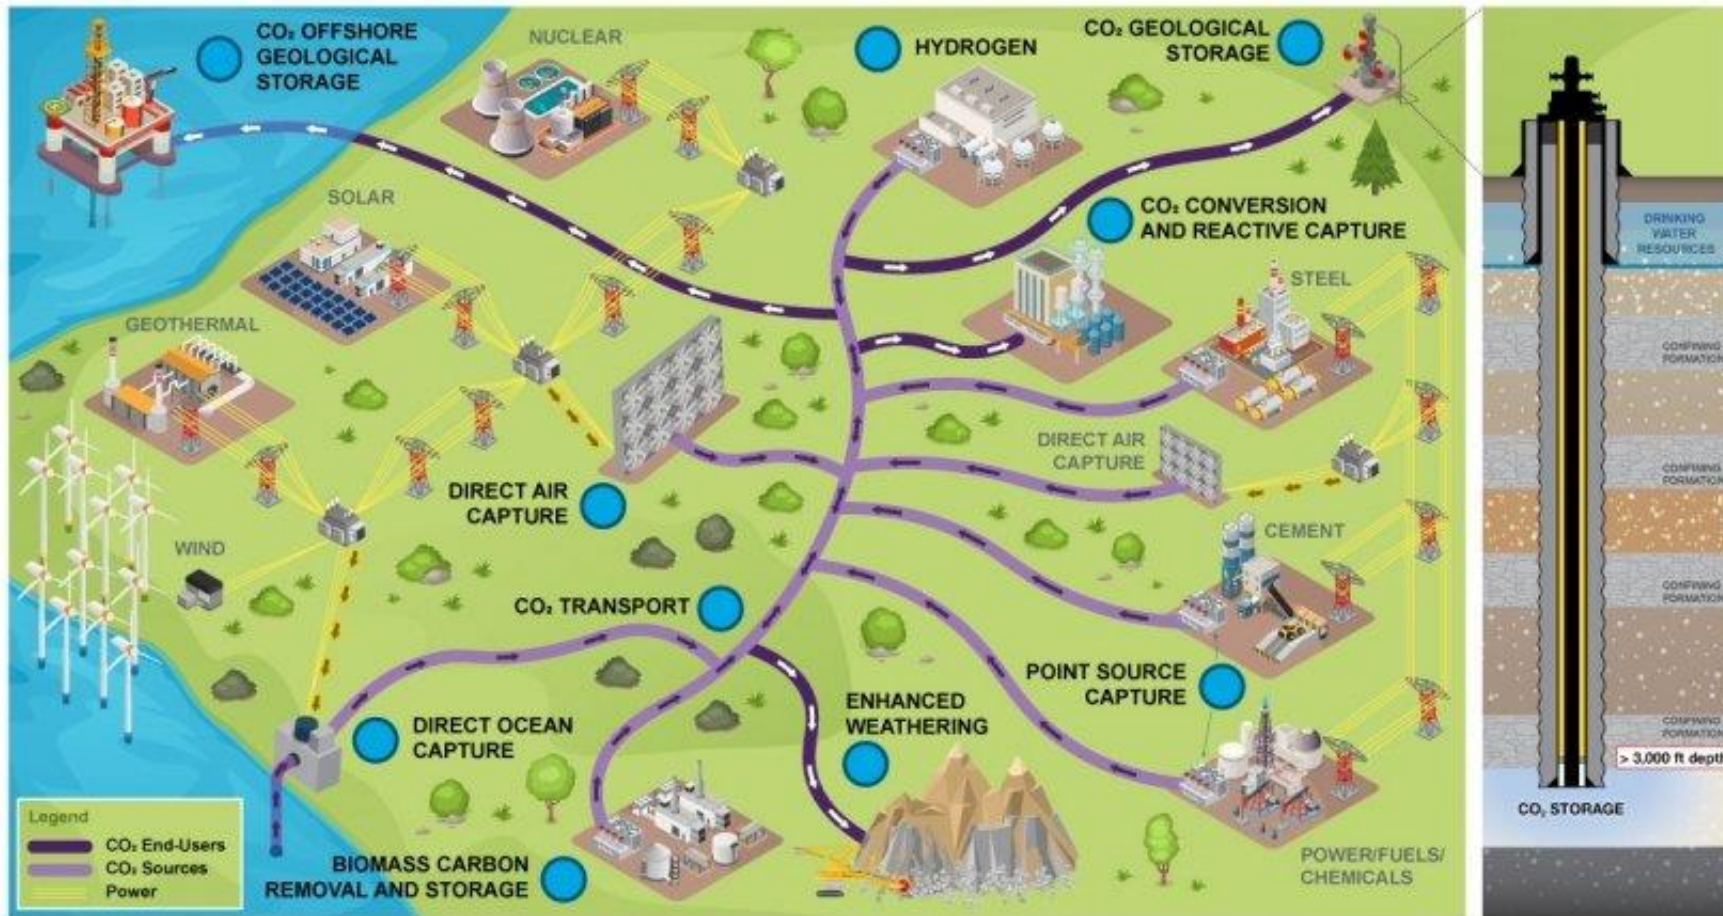 CO₂ OFFSHORE
GEOLOGICAL
STORAGE
NUCLEAR
HYDROGEN
CO₂ GEOLOGICAL
STORAGE
SOLAR
CO₂ CONVERSION
AND REACTIVE CAPTURE
STEEL
GEOTHERMAL
DIRECT AIR
CAPTURE
DIRECT AIR
CAPTURE
CEMENT
WIND
CO₂ TRANSPORT
POINT SOURCE
CAPTURE
ENHANCED
WEATHERING
DIRECT OCEAN
CAPTURE
BIOMASS CARBON
REMOVAL AND STORAGE
POWER/FUELS/
CHEMICALS
Legend
CO₂ End-Users
CO₂ Sources
Power
DRINKING
WATER
RESOURCES
CONFINING
FORMATION
CONFINING
FORMATION
CONFINING
FORMATION
CONFINING
FORMATION
> 3,000 ft depth
CO₂ STORAGE